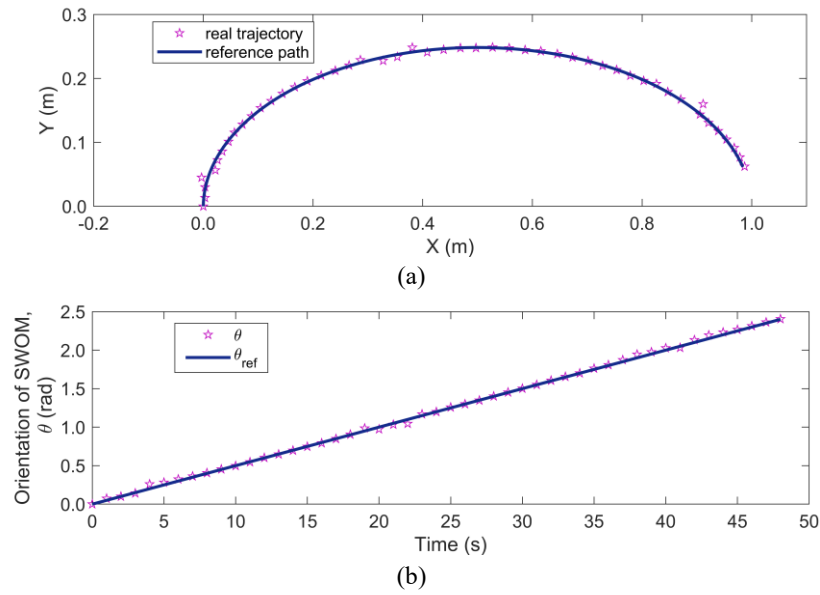 0.3
real trajectory
reference path
0.2
Y (m)
0.1
0.0
-0.2 0.0 0.2 0.4 0.6 0.8 1.0
X (m)
(a)
2.5
θ
θref
2.0
1.5
Orientation of SWOM,
θ (rad)
1.0
0.5
0.0
0 5 10 15 20 25 30 35 40 45 50
Time (s)
(b)